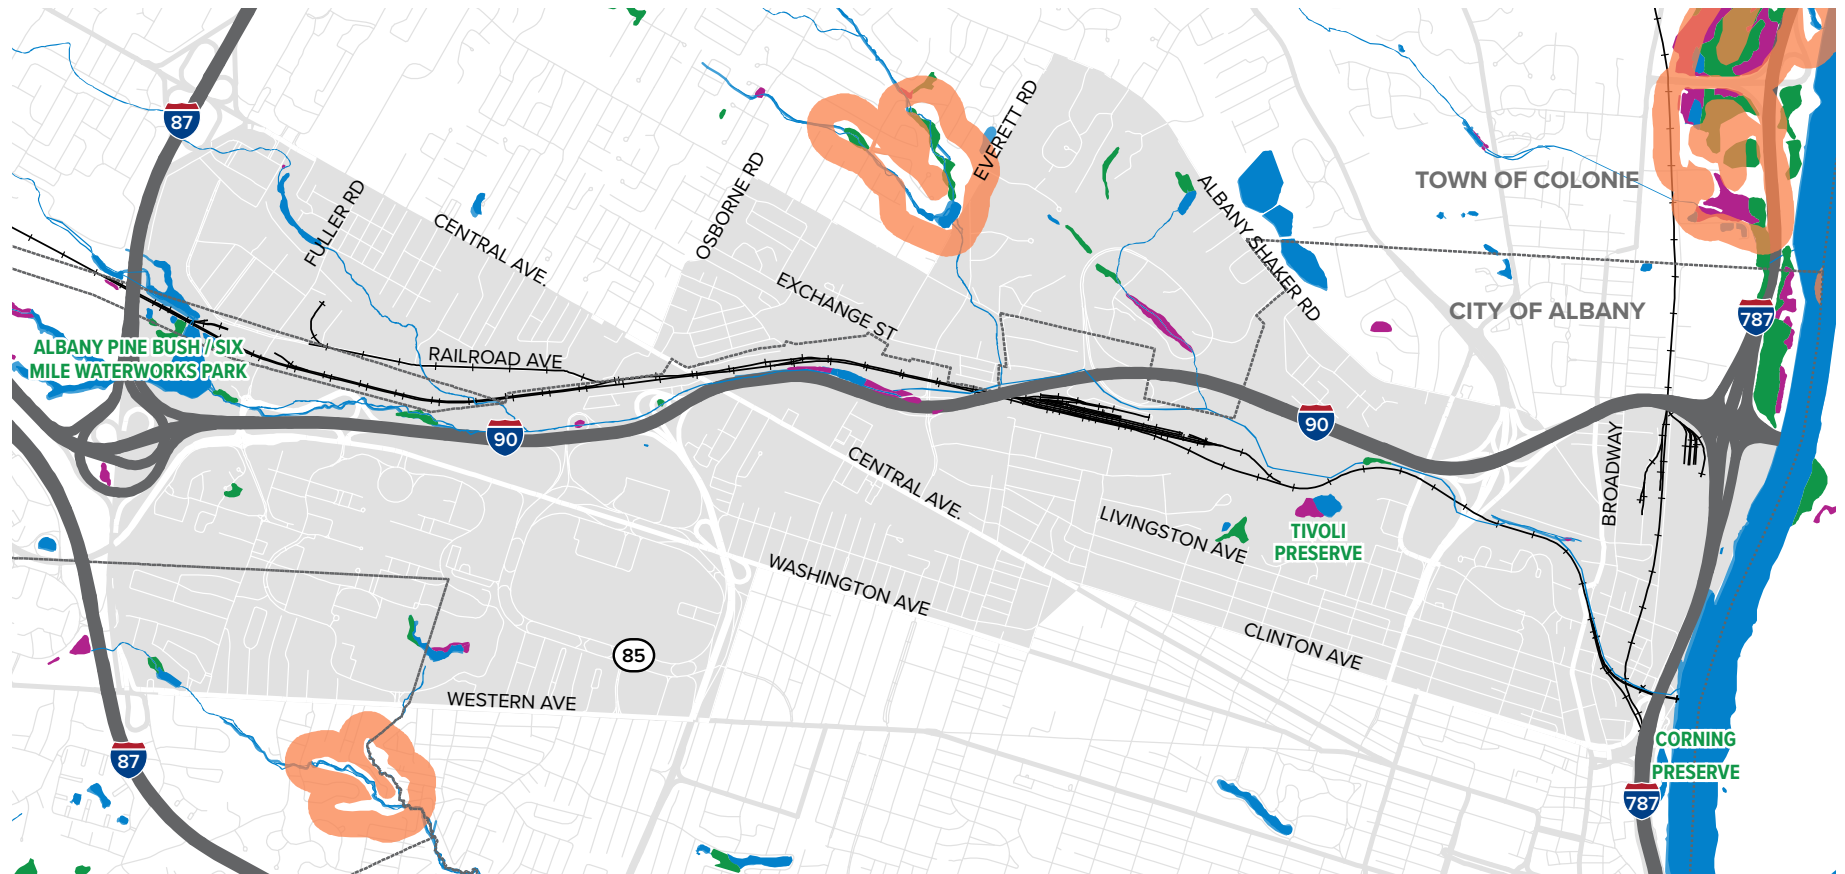 87
FULLER RD
CENTRAL AVE.
OSBORNE RD
EVERETT RD
ALBANY SHAKER RD
TOWN OF COLONIE
CITY OF ALBANY
EXCHANGE ST
787
ALBANY PINE BUSH / SIX
MILE WATERWORKS PARK
RAILROAD AVE
90
90
CENTRAL AVE.
BROADWAY
LIVINGSTON AVE
TIVOLI
PRESERVE
WASHINGTON AVE
CLINTON AVE
85
WESTERN AVE
87
CORNING
PRESERVE
787